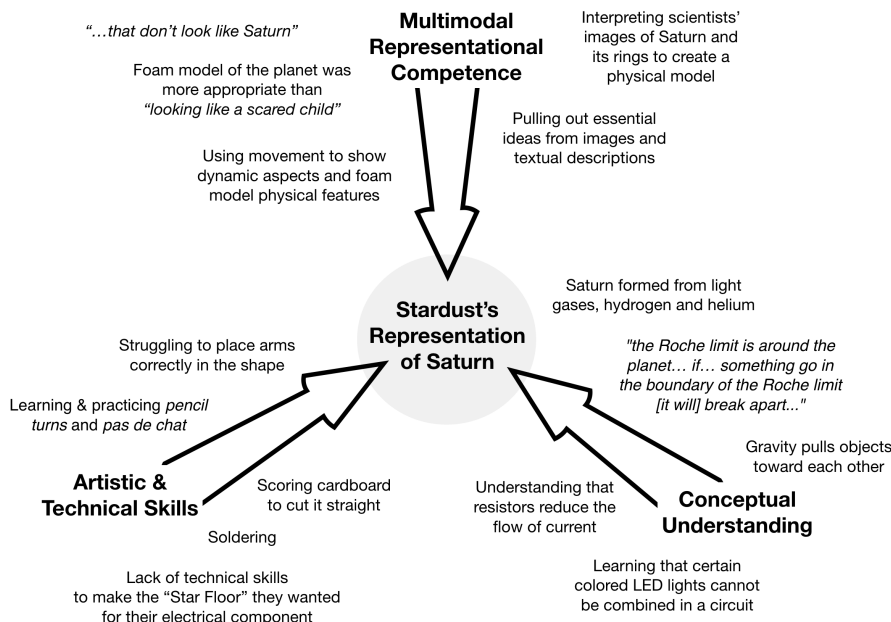 “…that don’t look like Saturn”
Foam model of the planet was
more appropriate than
“looking like a scared child”
Using movement to show
dynamic aspects and foam
model physical features
Multimodal
Representational
Competence
Interpreting scientists’
images of Saturn and
its rings to create a
physical model
Pulling out essential
ideas from images and
textual descriptions
Stardust’s
Representation
of Saturn
Struggling to place arms
correctly in the shape
Learning & practicing pencil
turns and pas de chat
Artistic &
Technical Skills
Scoring cardboard
to cut it straight
Soldering
Lack of technical skills
to make the “Star Floor” they wanted
for their electrical component
Saturn formed from light
gases, hydrogen and helium
"the Roche limit is around the
planet… if… something go in
the boundary of the Roche limit
[it will] break apart..."
Gravity pulls objects
toward each other
Understanding that
resistors reduce the
flow of current
Conceptual
Understanding
Learning that certain
colored LED lights cannot
be combined in a circuit